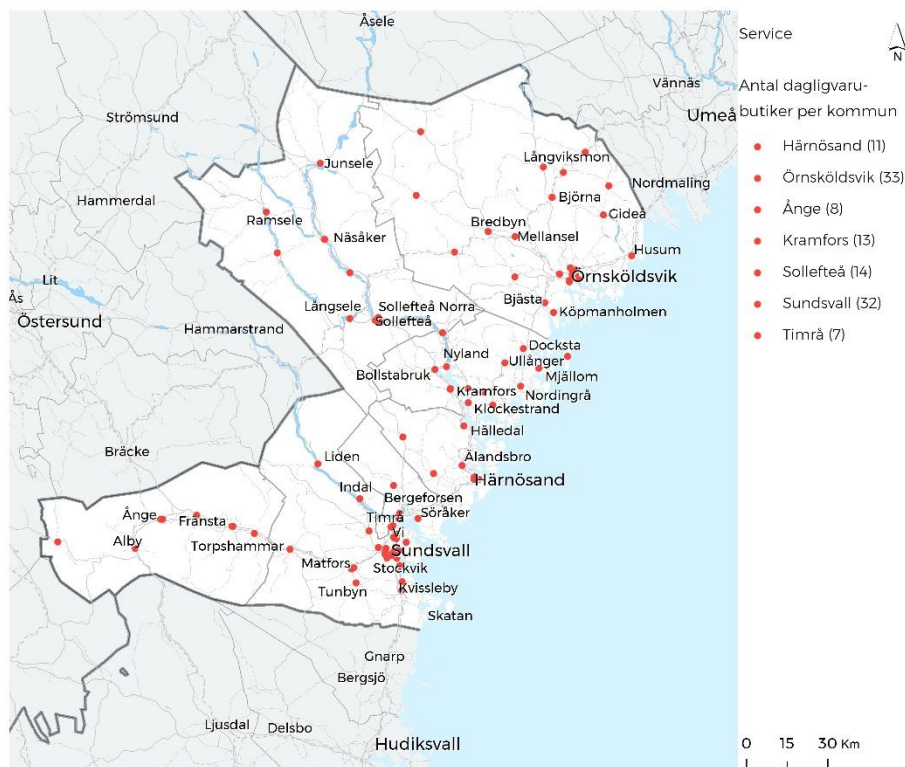 Åsele
Service
N
Vännäs
Umeå
Antal dagligvaru-
butiker per kommun
Härnösand (11)
Örnsköldsvik (33)
Ånge (8)
Kramfors (13)
Sollefteå (14)
Sundsvall (32)
Timrå (7)
Strömsund
Junsele
Långviksmon
Nordmaling
Hammerdal
Björna
Ramsele
Gideå
Bredbyn
Näsåker
Mellansel
Husum
Örnsköldsvik
Lit
Ås
Östersund
Långsele
Sollefteå Norra
Sollefteå
Bjästa
Köpmanholmen
Hammarstrand
Docksta
Nyland
Ullånger
Bollstabruk
Mjällom
Kramfors
Nordingrå
Klockestrand
Hälledal
Bräcke
Liden
Älandsbro
Härnösand
Indal
Bergeforsen
Ånge
Fränsta
Timrå
Söråker
Vi
Alby
Torpshammar
Sundsvall
Matfors
Stockvik
Tunbyn
Kvissleby
Skatan
Gnarp
Bergsjö
Ljusdal
Delsbo
Hudiksvall
0 15 30 Km